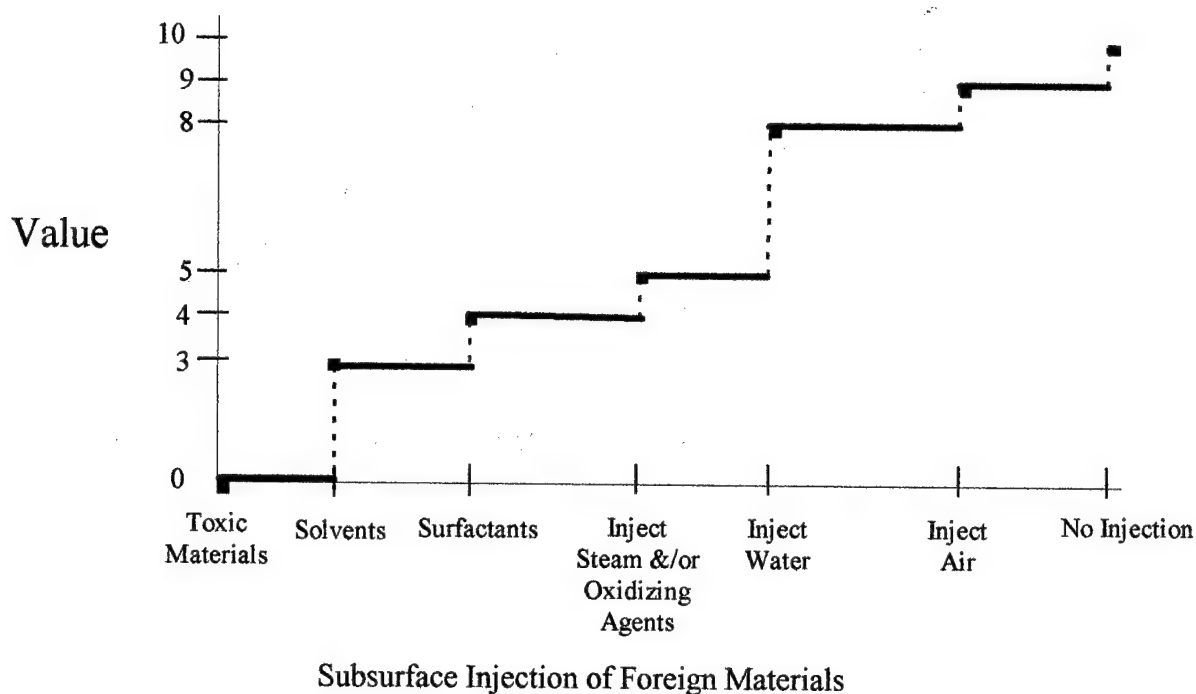 10
9
8
Value
5
4
3
0
Toxic
Materials
Solvents
Surfactants
Inject
Steam &/or
Oxidizing
Agents
Inject
Water
Inject
Air
No Injection
Subsurface Injection of Foreign Materials